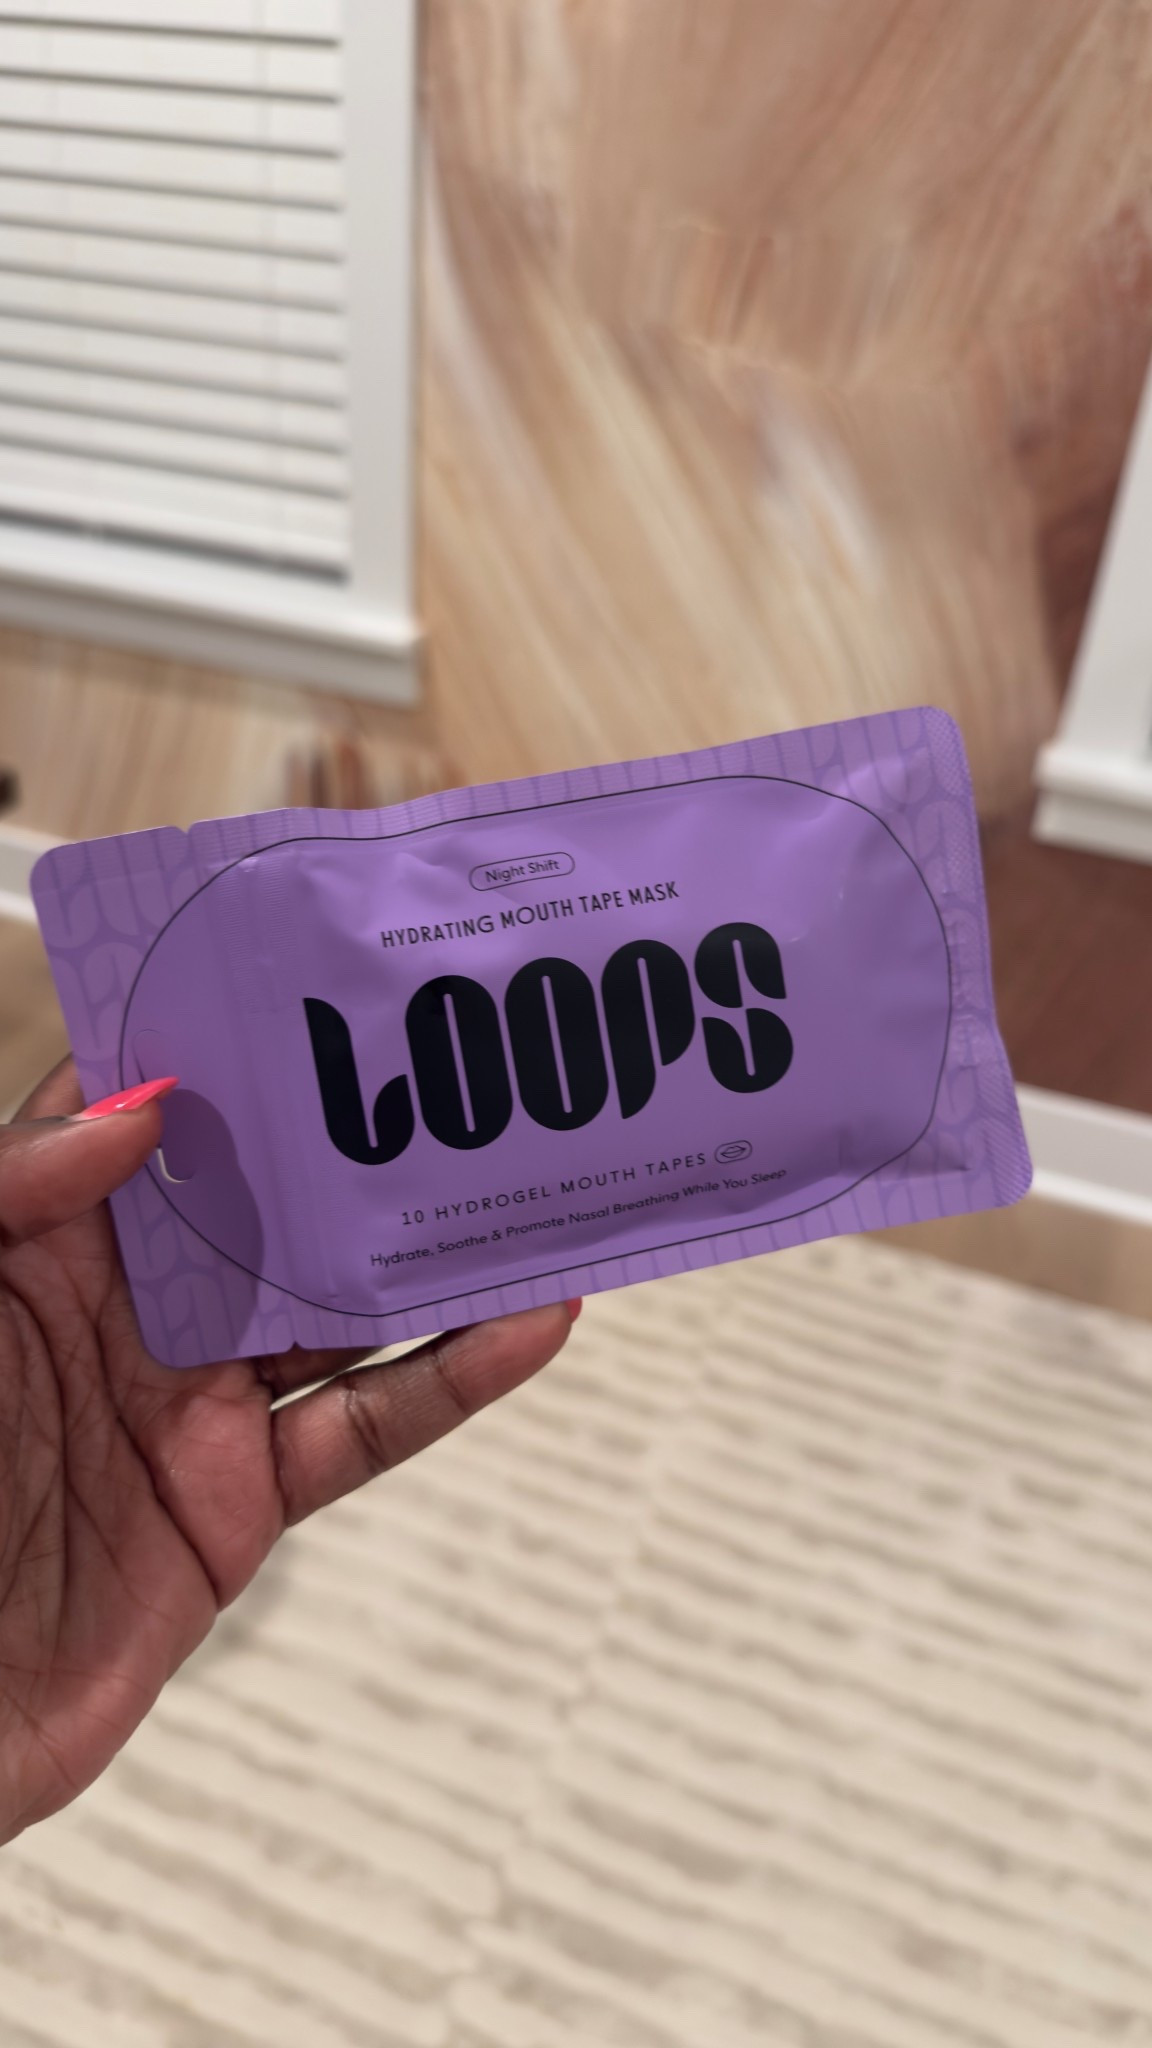 Night Shift
HYDRATING MOUTH TAPE MASK
LOOPS
10 HYDROGEL MOUTH TAPES
Hydrate, Soothe & Promote Nasal Breathing While You Sleep